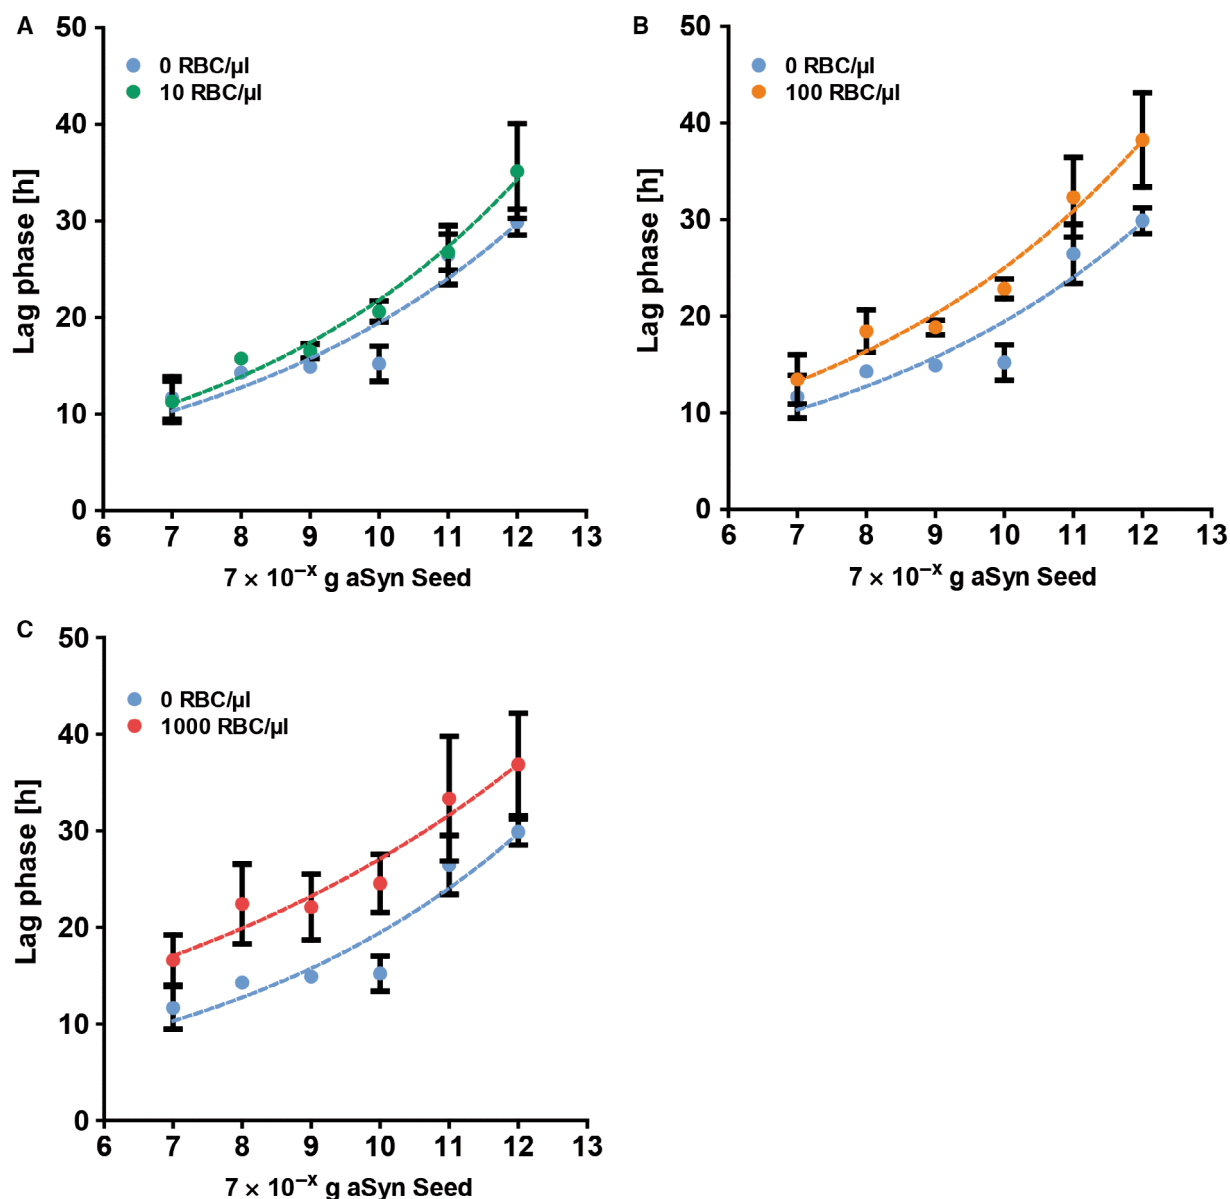 A
50
40
30
20
10
0
Lag phase [h]
0 RBC/µl
10 RBC/µl
6 7 8 9 10 11 12 13
7 × 10⁻ˣ g aSyn Seed
B
50
40
30
20
10
0
Lag phase [h]
0 RBC/µl
100 RBC/µl
6 7 8 9 10 11 12 13
7 × 10⁻ˣ g aSyn Seed
C
50
40
30
20
10
0
Lag phase [h]
0 RBC/µl
1000 RBC/µl
6 7 8 9 10 11 12 13
7 × 10⁻ˣ g aSyn Seed